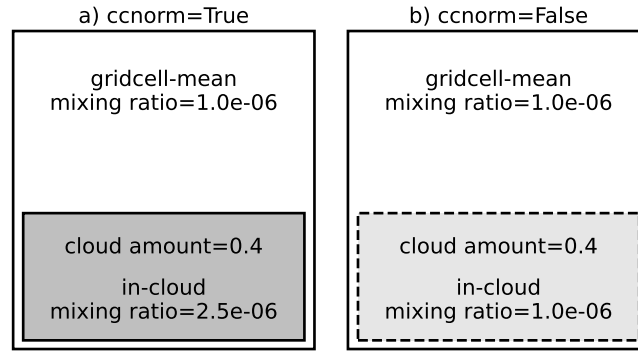 a) ccnorm=True
gridcell-mean
mixing ratio=1.0e-06
cloud amount=0.4
in-cloud
mixing ratio=2.5e-06
b) ccnorm=False
gridcell-mean
mixing ratio=1.0e-06
cloud amount=0.4
in-cloud
mixing ratio=1.0e-06